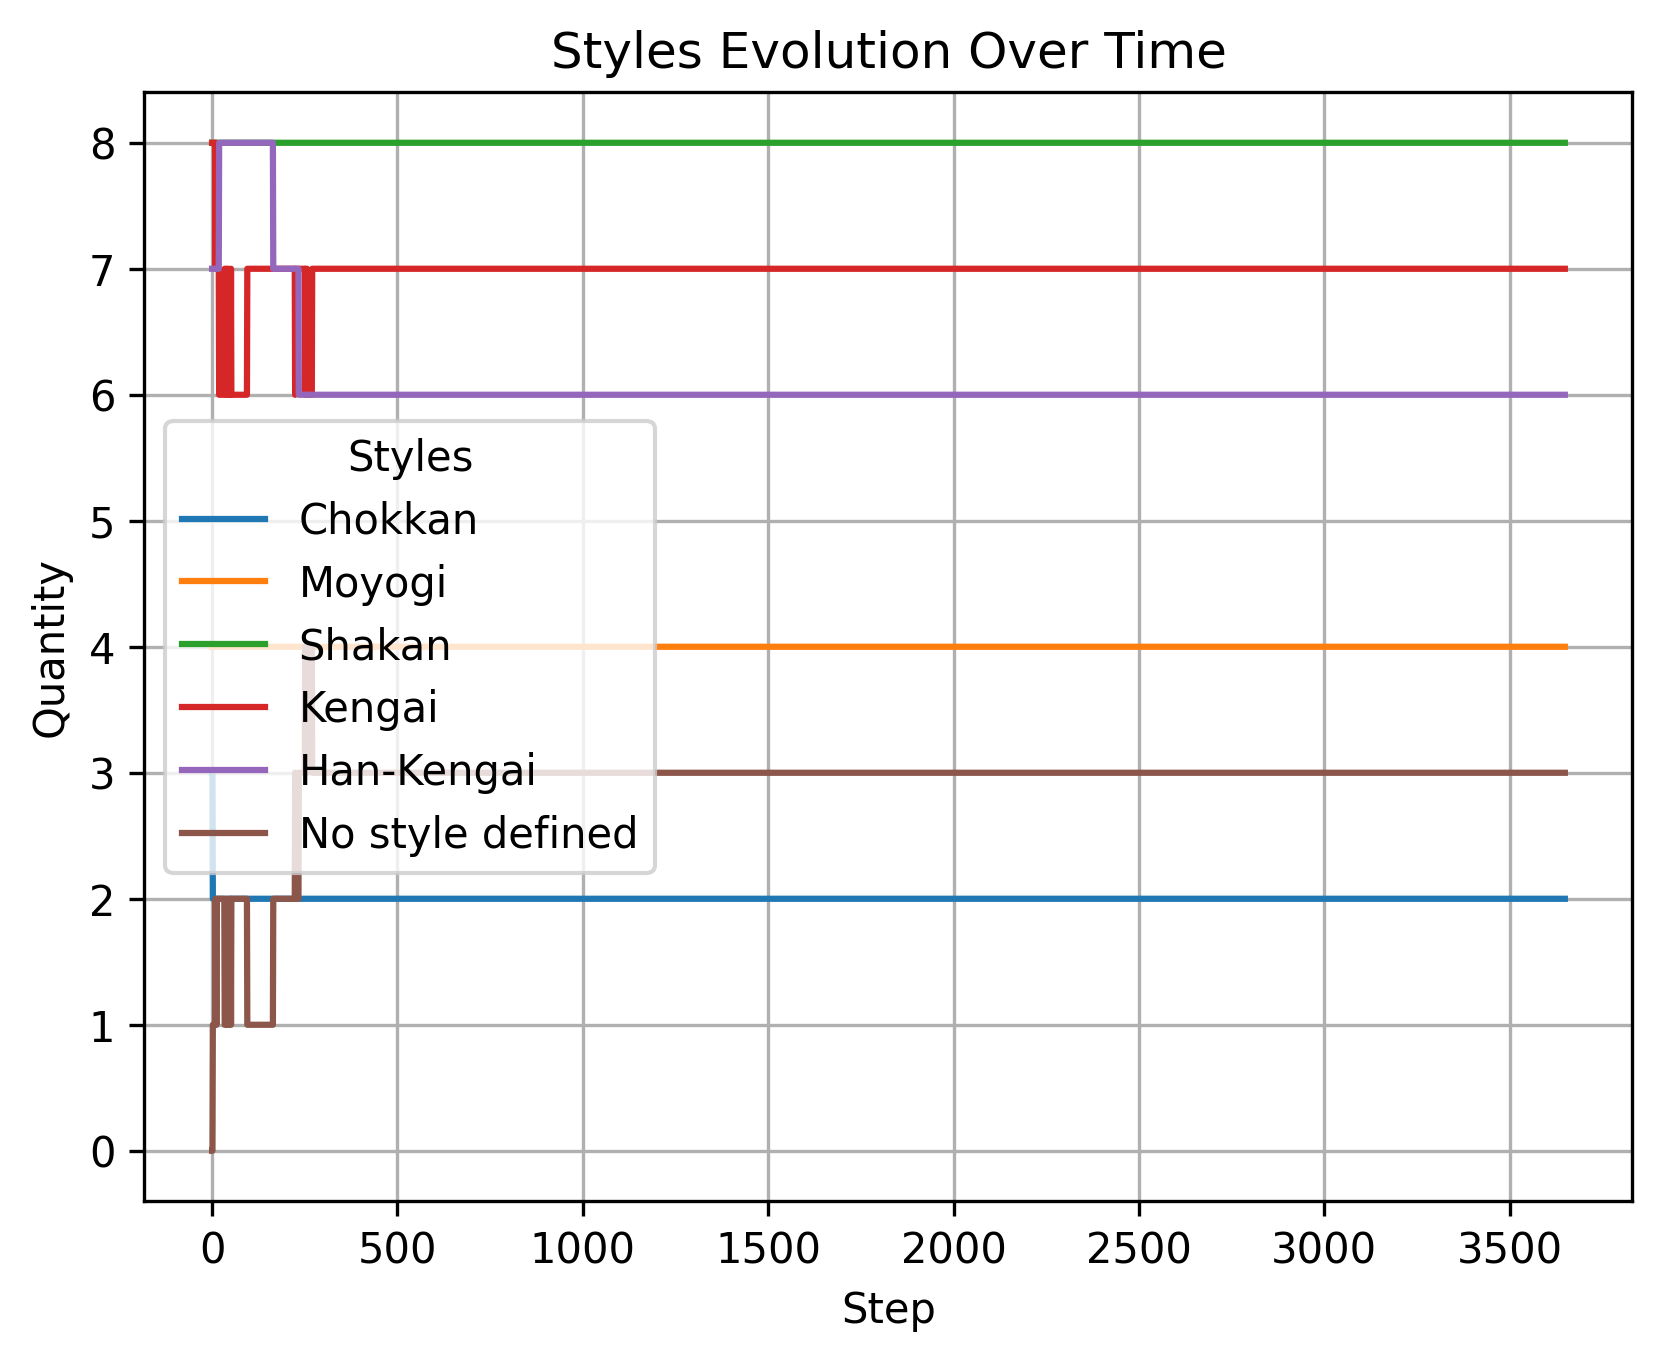 Styles Evolution Over Time
8
7
6
5
4
3
2
1
0
Quantity
Styles
Chokkan
Moyogi
Shakan
Kengai
Han-Kengai
No style defined
0 500 1000 1500 2000 2500 3000 3500
Step